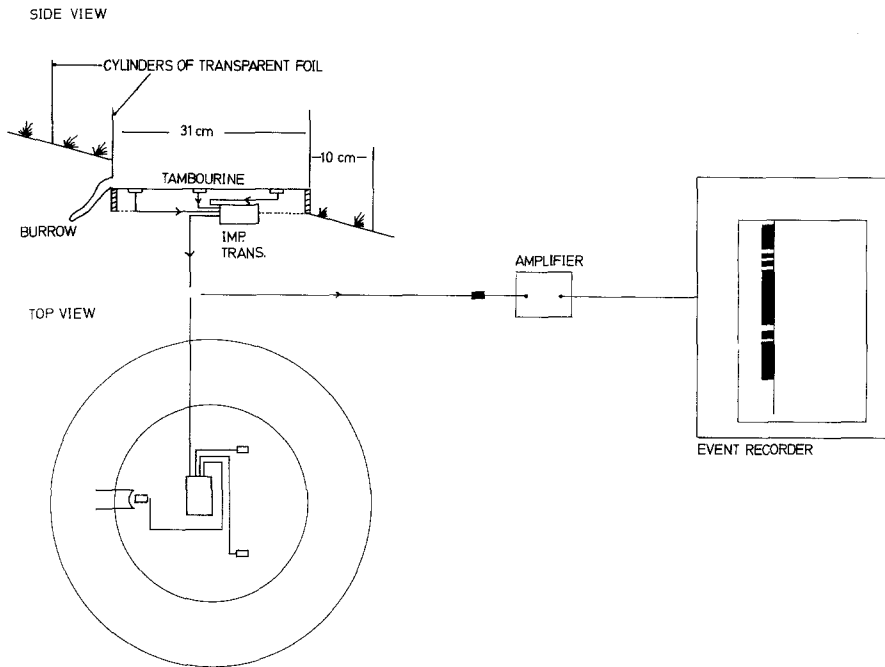 SIDE VIEW
CYLINDERS OF TRANSPARENT FOIL
31 cm
10 cm
TAMBOURINE
BURROW
IMP.
TRANS.
AMPLIFIER
TOP VIEW
EVENT RECORDER